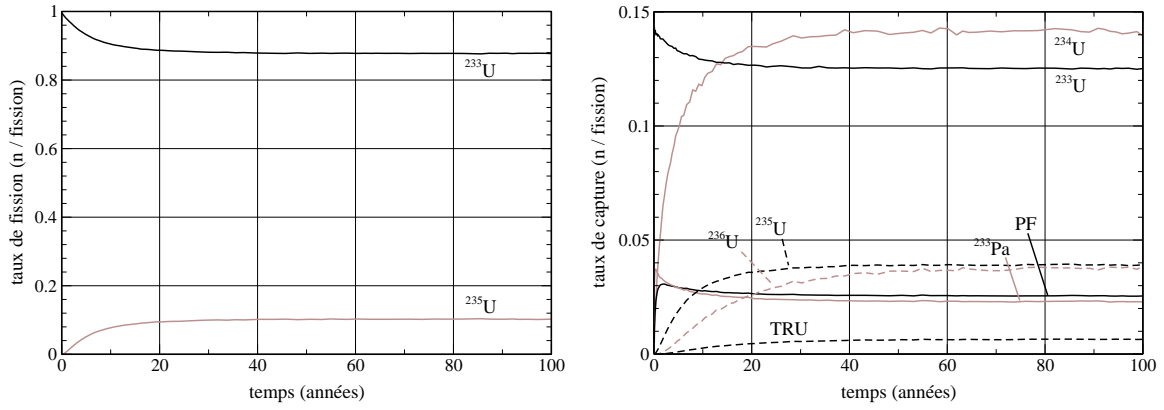 taux de fission (n / fission)
1
0.8
0.6
0.4
0.2
0
233U
235U
0 20 40 60 80 100
temps (années)
taux de capture (n / fission)
0.15
0.1
0.05
0
234U
233U
236U
235U
233Pa
PF
TRU
0 20 40 60 80 100
temps (années)